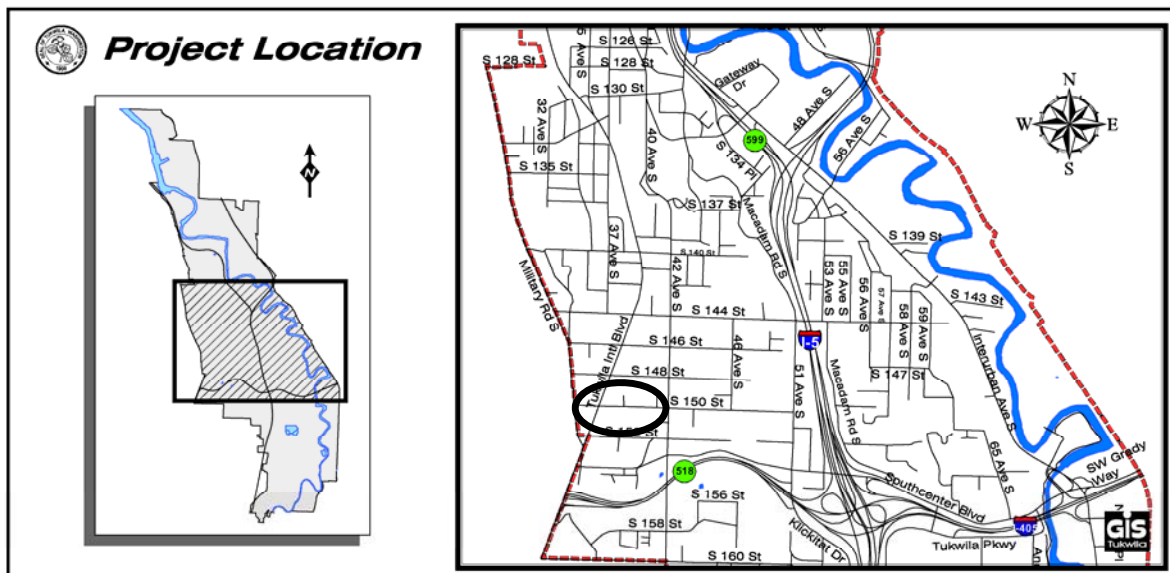 Project Location
N
N
W
E
S
S 126 St
S 128 St
S 128 St
S 130 St
Gateway
Dr
48 Ave S
56 Ave S
32 Ave S
40 Ave S
599
S 134 Pl
S 135 St
S 137 St
Macadam Rd S
37 Ave S
S 140 St
S 139 St
Military Rd S
42 Ave S
53 Ave S
55 Ave S
56 Ave S
57 Ave S
58 Ave S
59 Ave S
S 143 St
S 144 St
Tukwila Intl Blvd
S 146 St
46 Ave S
I-5
Interurban Ave S
S 148 St
51 Ave S
Macadam Rd S
S 147 St
S 150 St
518
65 Ave S
SW Grady
Way
S 156 St
Southcenter Blvd
S 158 St
Klickitat Dr
-405
Tukwila Pkwy
S 160 St
GIS
Tukwila